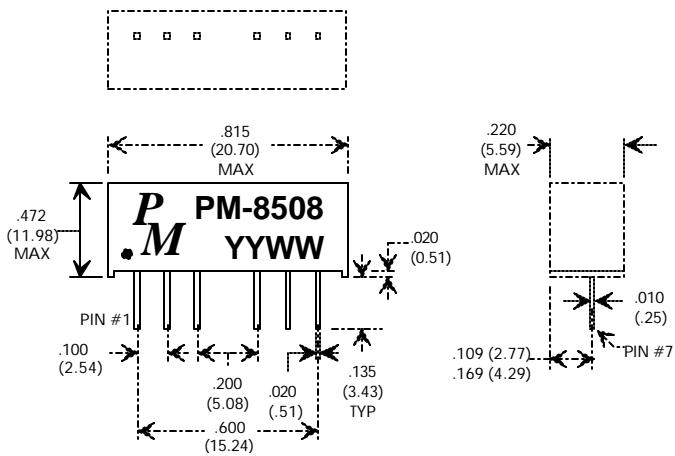 .815
(20.70)
MAX
.220
(5.59)
MAX
.472
(11.98)
MAX
PM
PM-8508
YYWW
.020
(0.51)
PIN #1
.010
(.25)
PIN #7
.100
(2.54)
.200
(5.08)
.020
(.51)
.135
(3.43)
TYP
.109 (2.77)
.169 (4.29)
.600
(15.24)